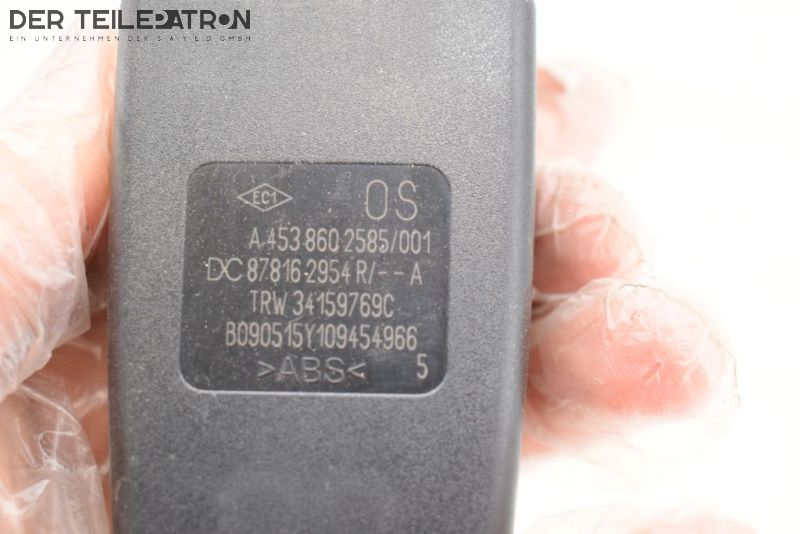 DER TEILEPATRON
EIN UNTERNEHMEN DER S A Y E D GMBH
EC1
OS
A 453 860 2585/001
DC 87816 2954 R/--A
TRW 34159769C
B090515Y109454966
>ABS< 5